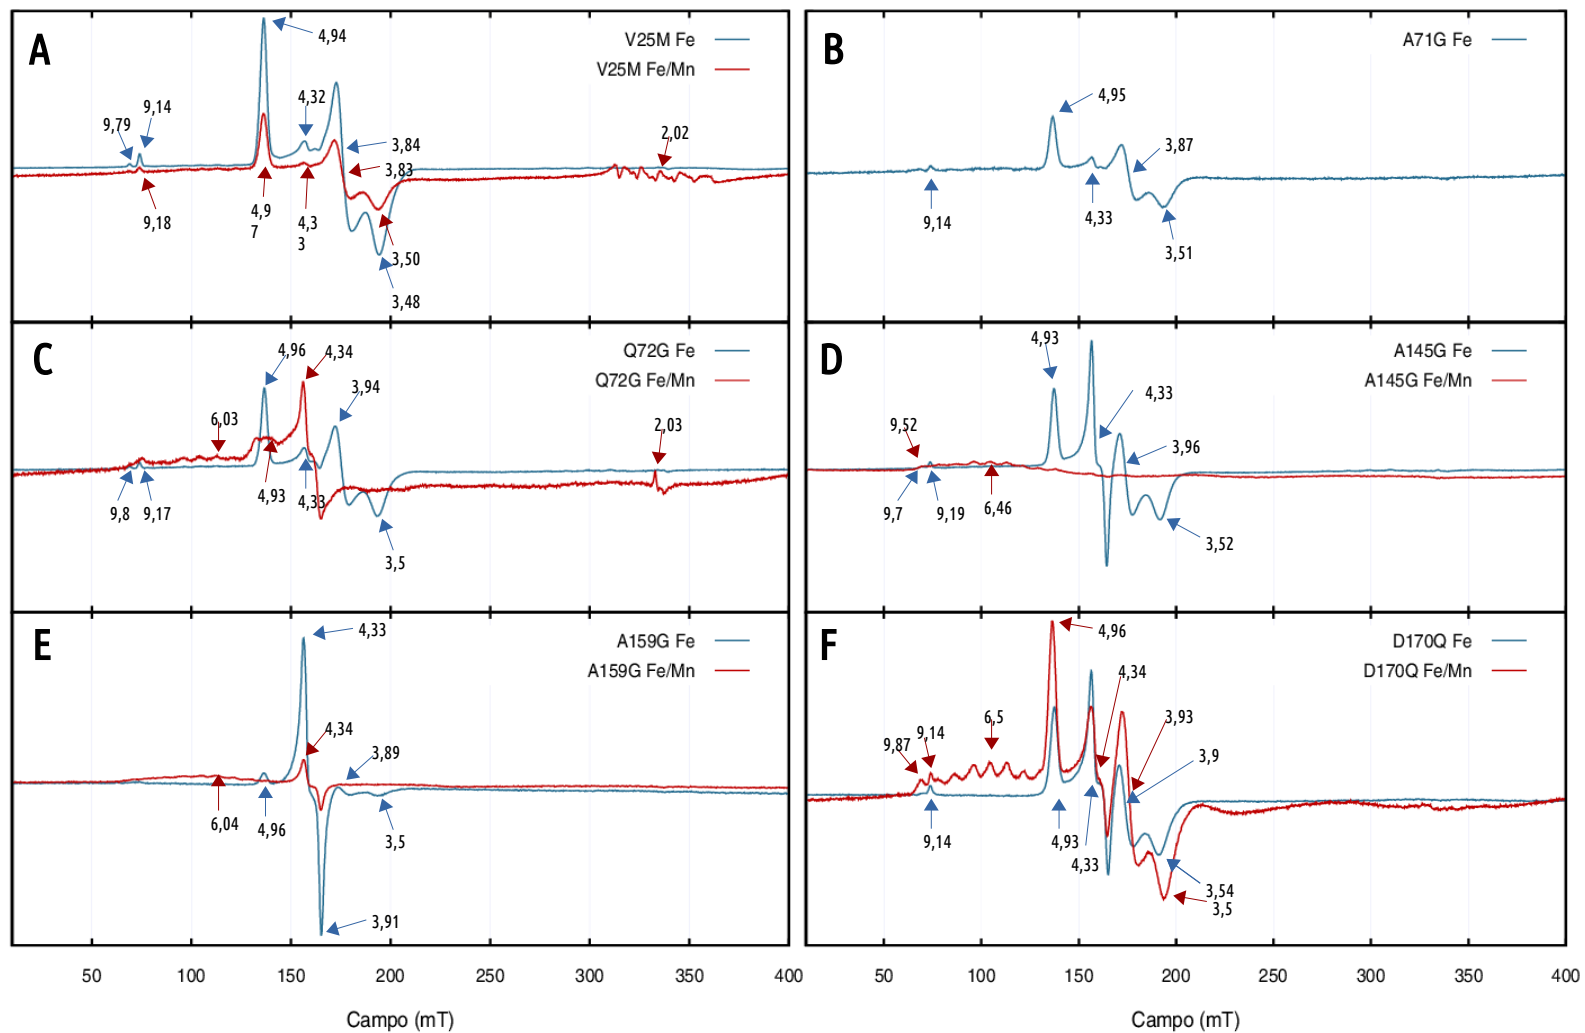 A
V25M Fe
V25M Fe/Mn
4,94
9,79
9,14
4,32
3,84
3,83
2,02
9,18
4,9
7
4,3
3
3,50
3,48
B
A71G Fe
4,95
3,87
9,14
4,33
3,51
C
Q72G Fe
Q72G Fe/Mn
4,96
4,34
3,94
6,03
2,03
4,93
4,33
9,8
9,17
3,5
D
A145G Fe
A145G Fe/Mn
4,93
4,33
9,52
3,96
9,7
9,19
6,46
3,52
E
A159G Fe
A159G Fe/Mn
4,33
4,34
3,89
6,04
4,96
3,5
3,91
F
D170Q Fe
D170Q Fe/Mn
4,96
4,34
9,87
9,14
6,5
3,93
3,9
9,14
4,93
4,33
3,54
3,5
50 100 150 200 250 300 350 400
50 100 150 200 250 300 350 400
Campo (mT)
Campo (mT)